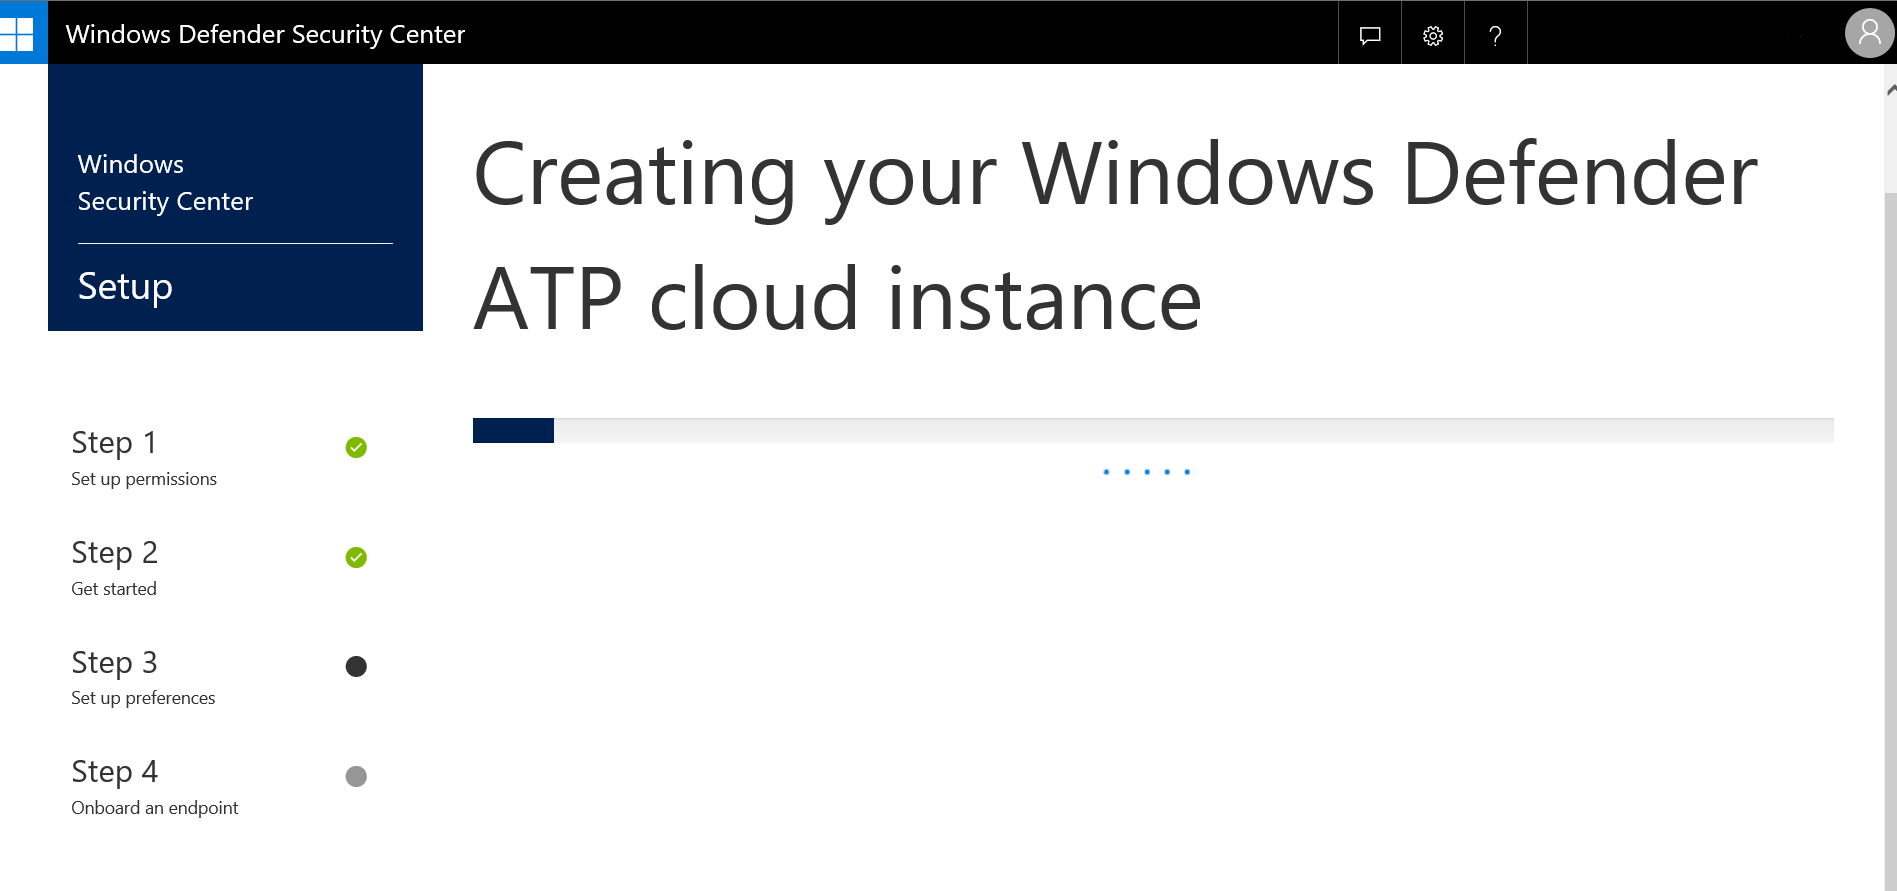 Windows Defender Security Center
?
Windows
Security Center
Setup
Step 1
Set up permissions
Step 2
Get started
Step 3
Set up preferences
Step 4
Onboard an endpoint
Creating your Windows Defender
ATP cloud instance